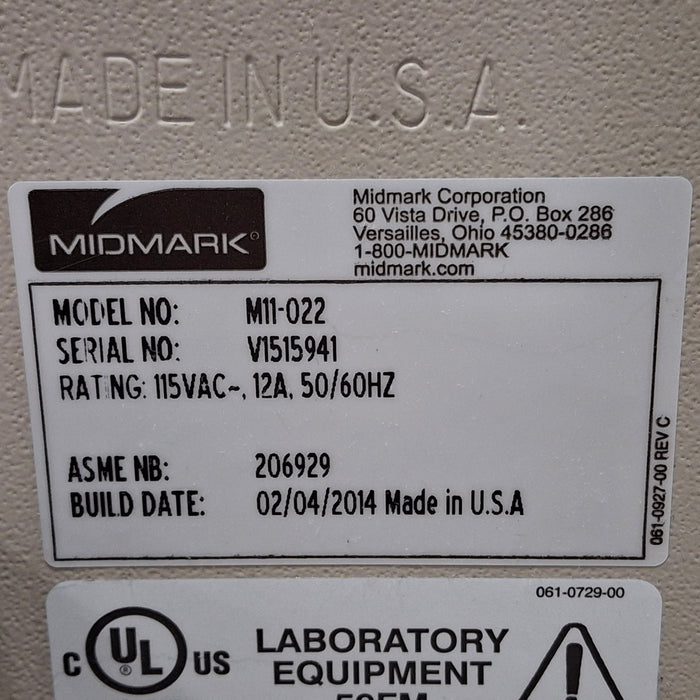 MADE IN U.S.A.
MIDMARK®
Midmark Corporation
60 Vista Drive, P.O. Box 286
Versailles, Ohio 45380-0286
1-800-MIDMARK
midmark.com
MODEL NO: M11-022
SERIAL NO: V1515941
RATING: 115VAC~, 12A, 50/60HZ
ASME NB: 206929
BUILD DATE: 02/04/2014 Made in U.S.A
061-0927-00 REV C
061-0729-00
C UL® US
LABORATORY
EQUIPMENT